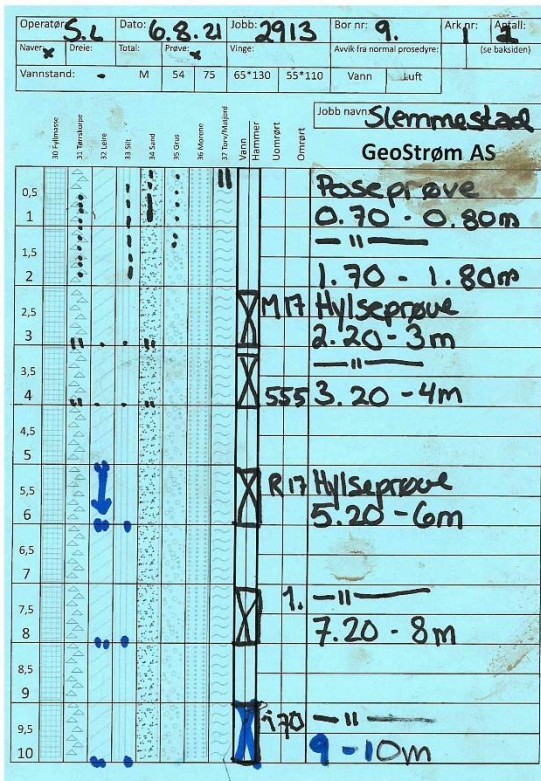 Operatør: S.L Dato: 6.8.21 Jobb: 2913 Bor nr: 9. Ark nr: 1 Antall: 1
Naver: x Dreie: Total: Prøve: x Vinge: Avvik fra normal prosedyre: (se baksiden)
Vannstand: - M 54 75 65*130 55*110 Vann Luft
30 Fyllmasse
31 Tørrskorpe
32 Leire
33 Silt
34 Sand
35 Grus
36 Morene
37 Torv/Matjord
Vann
Hammer
Uomrørt
Omrørt
Jobb navn: Slemmestad
GeoStrøm AS
Poseprøve
0,5
0.70 - 0.80m
1
— 11 —
1,5
1.70 - 1.80m
2
M17 Hylseprøve
2,5
2.20 - 3m
3
— 11 —
3,5
555 3.20 - 4m
4
4,5
5
R17 Hylseprøve
5,5
5.20 - 6m
6
6,5
7
1. — 11 —
7,5
7.20 - 8m
8
8,5
9
170 — 11 —
9,5
9 - 10m
10